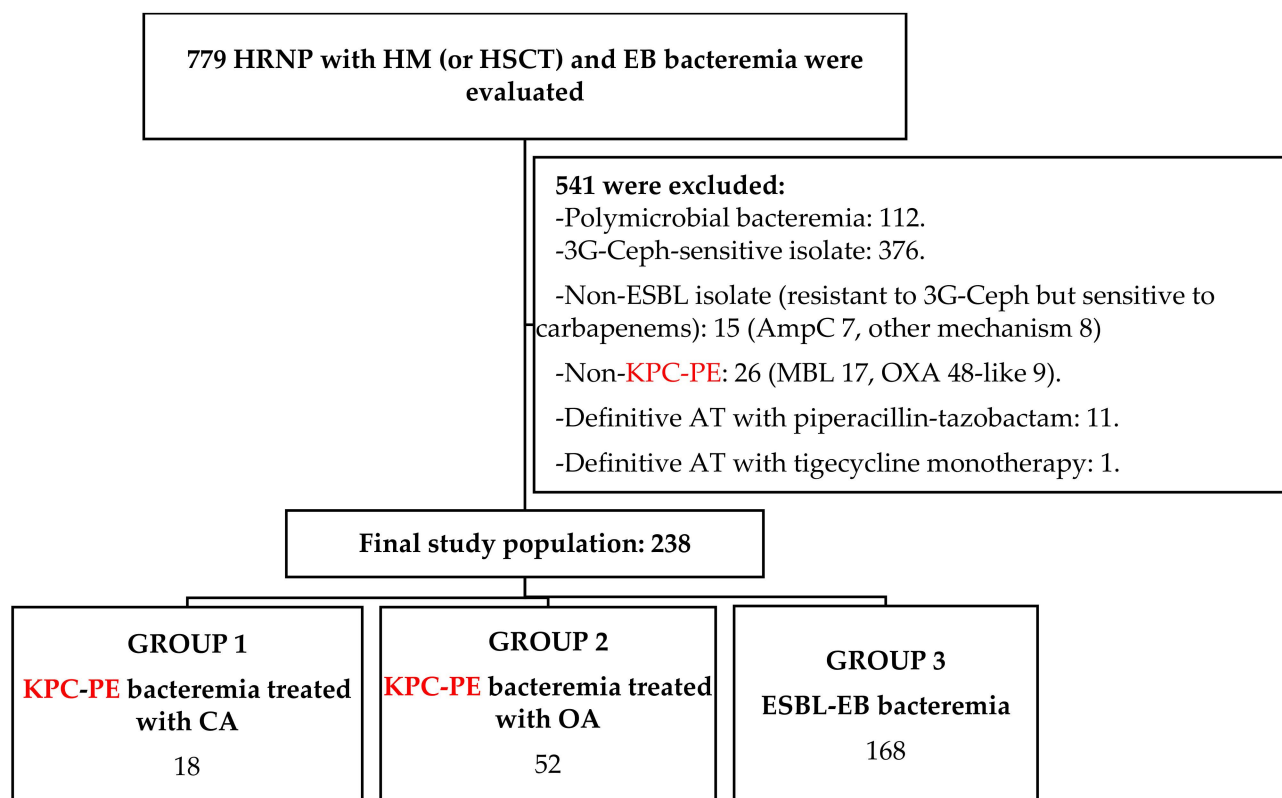 779 HRNP with HM (or HSCT) and EB bacteremia were
evaluated
541 were excluded:
-Polymicrobial bacteremia: 112.
-3G-Ceph-sensitive isolate: 376.
-Non-ESBL isolate (resistant to 3G-Ceph but sensitive to
carbapenems): 15 (AmpC 7, other mechanism 8)
-Non-KPC-PE: 26 (MBL 17, OXA 48-like 9).
-Definitive AT with piperacillin-tazobactam: 11.
-Definitive AT with tigecycline monotherapy: 1.
Final study population: 238
GROUP 1
KPC-PE bacteremia treated
with CA
18
GROUP 2
KPC-PE bacteremia treated
with OA
52
GROUP 3
ESBL-EB bacteremia
168